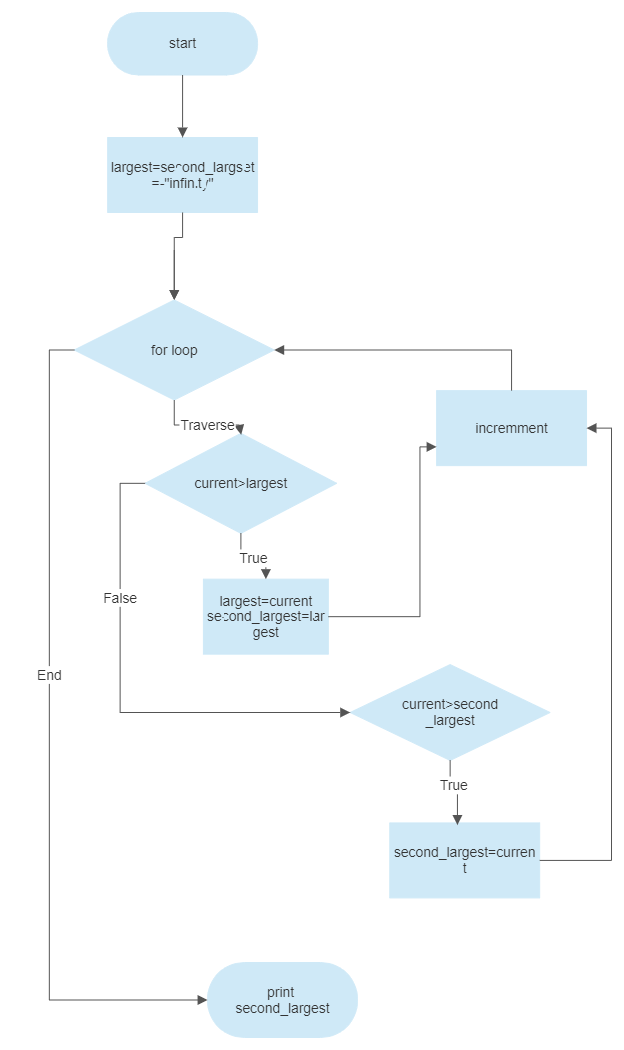 start
largest=second_largset
=-"infinity"
for loop
Traverse
incremment
current>largest
True
largest=current
second_largest=lar
gest
False
End
current>second
_largest
True
second_largest=curren
t
print
second_largest